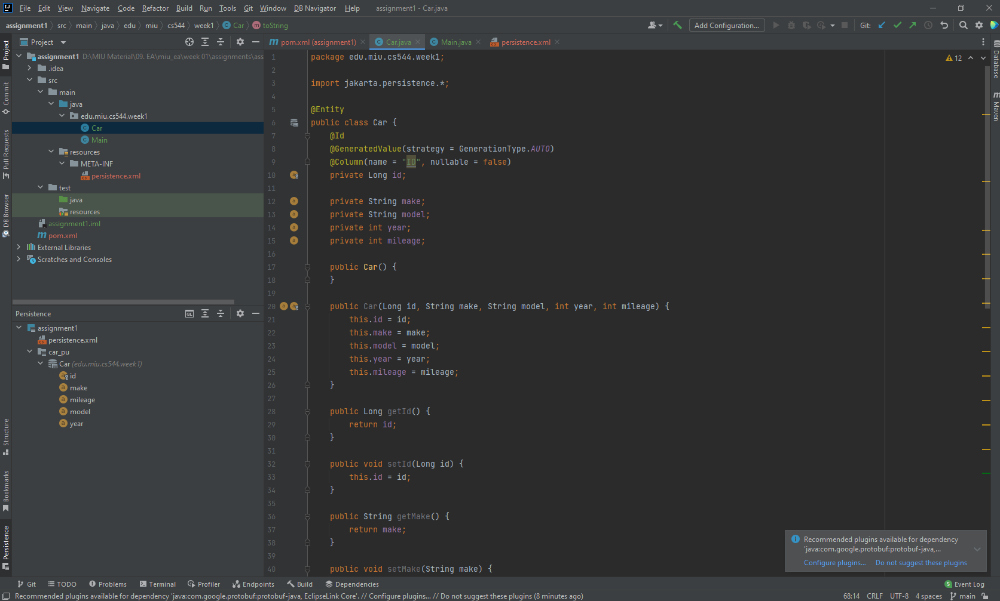 File Edit View Navigate Code Refactor Build Run Tools Git Window DB Navigator Help assignment1 - Car.java
assignment1 src main java edu miu cs544 week1 Car toString Add Configuration... Git:
Project
pom.xml (assignment1) Car.java Main.java persistence.xml
assignment1 D:\MIU Material\09. EA\miu_ea\week 01\assignments\ass
.idea
src
main
java
edu.miu.cs544.week1
Car
Main
resources
META-INF
persistence.xml
test
java
resources
assignment1.iml
pom.xml
External Libraries
Scratches and Consoles
Persistence
assignment1
persistence.xml
car_pu
Car (edu.miu.cs544.week1)
id
make
mileage
model
year
Project
Commit
Pull Requests
DB Browser
Structure
Bookmarks
Persistence
1 package edu.miu.cs544.week1;
2
3 import jakarta.persistence.*;
4
5 @Entity
6 public class Car {
7 @Id
8 @GeneratedValue(strategy = GenerationType.AUTO)
9 @Column(name = "ID", nullable = false)
10 private Long id;
11
12 private String make;
13 private String model;
14 private int year;
15 private int mileage;
16
17 public Car() {
18 }
19
20 public Car(Long id, String make, String model, int year, int mileage) {
21 this.id = id;
22 this.make = make;
23 this.model = model;
24 this.year = year;
25 this.mileage = mileage;
26 }
27
28 public Long getId() {
29 return id;
30 }
31
32 public void setId(Long id) {
33 this.id = id;
34 }
35
36 public String getMake() {
37 return make;
38 }
39
40 public void setMake(String make) {
12
Database
Maven
Recommended plugins available for dependency
'java:com.google.protobuf:protobuf-java,...
Configure plugins... Do not suggest these plugins
Git TODO Problems Terminal Profiler Endpoints Build Dependencies 5 Event Log
Recommended plugins available for dependency 'java:com.google.protobuf:protobuf-java, EclipseLink Core'. // Configure plugins... // Do not suggest these plugins (8 minutes ago) 68:14 CRLF UTF-8 4 spaces main